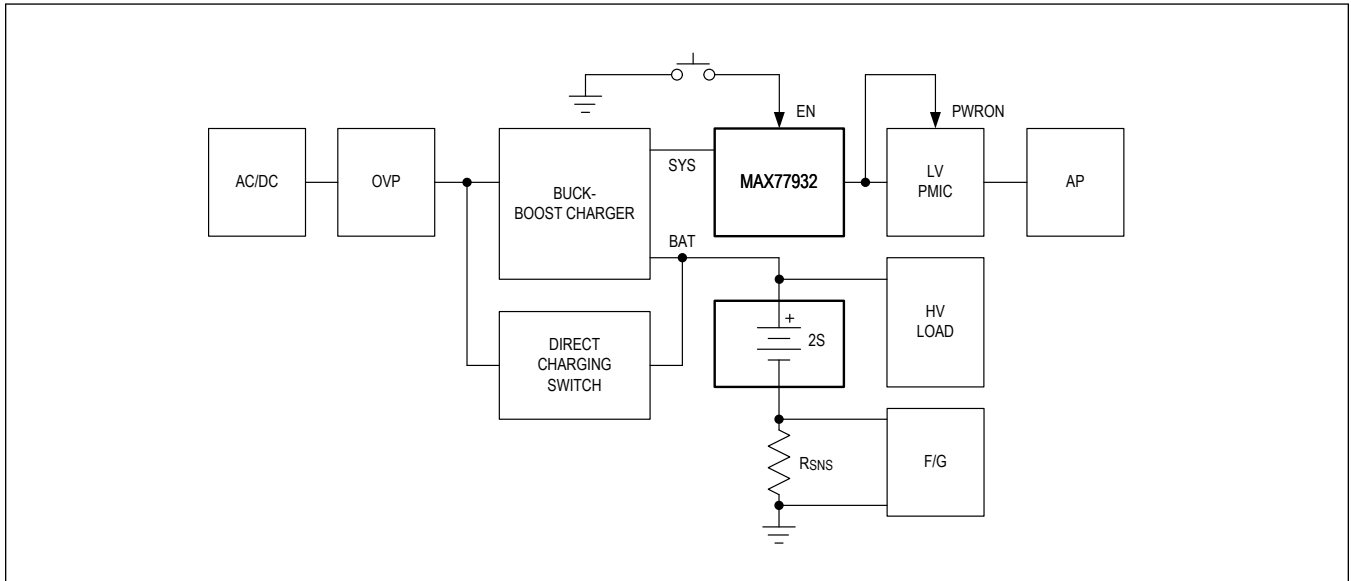 EN
PWRON
AC/DC
OVP
BUCK-
BOOST CHARGER
SYS
BAT
MAX77932
LV
PMIC
AP
DIRECT
CHARGING
SWITCH
+
2S
HV
LOAD
RSNS
F/G